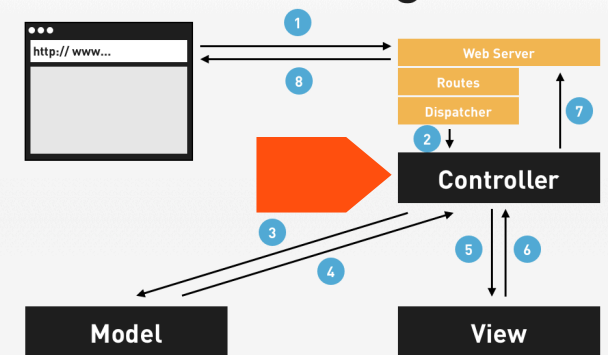 1
http:// www...
Web Server
8
Routes
Dispatcher
7
2
Controller
3
4
5
6
Model
View